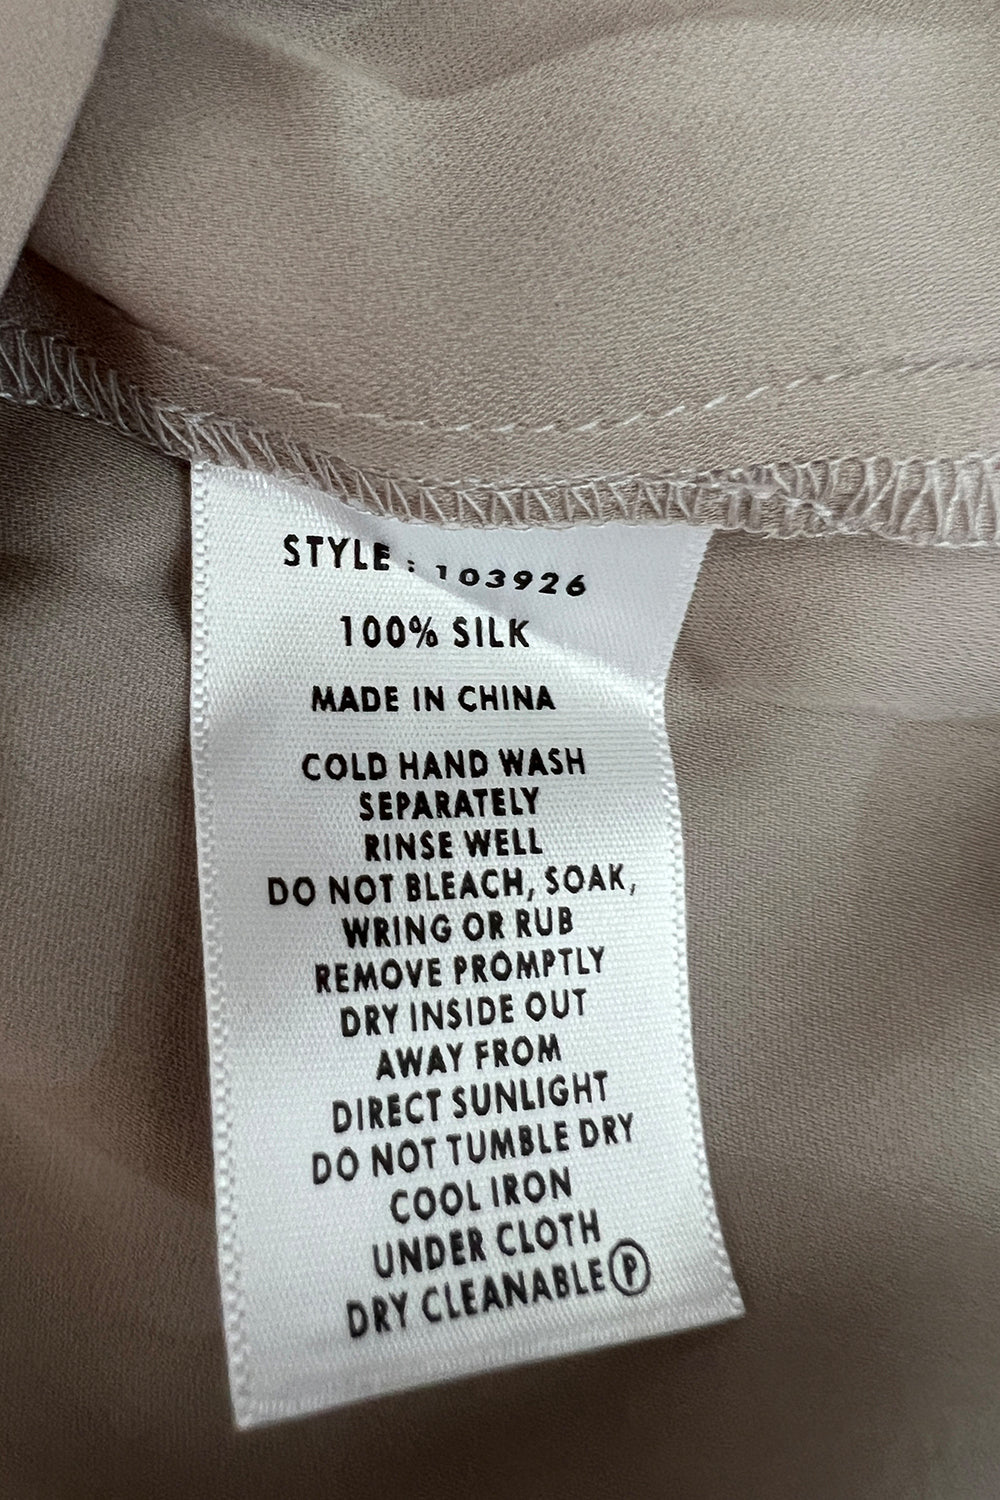 STYLE : 103926
100% SILK
MADE IN CHINA
COLD HAND WASH
SEPARATELY
RINSE WELL
DO NOT BLEACH, SOAK,
WRING OR RUB
REMOVE PROMPTLY
DRY INSIDE OUT
AWAY FROM
DIRECT SUNLIGHT
DO NOT TUMBLE DRY
COOL IRON
UNDER CLOTH
DRY CLEANABLE Ⓟ